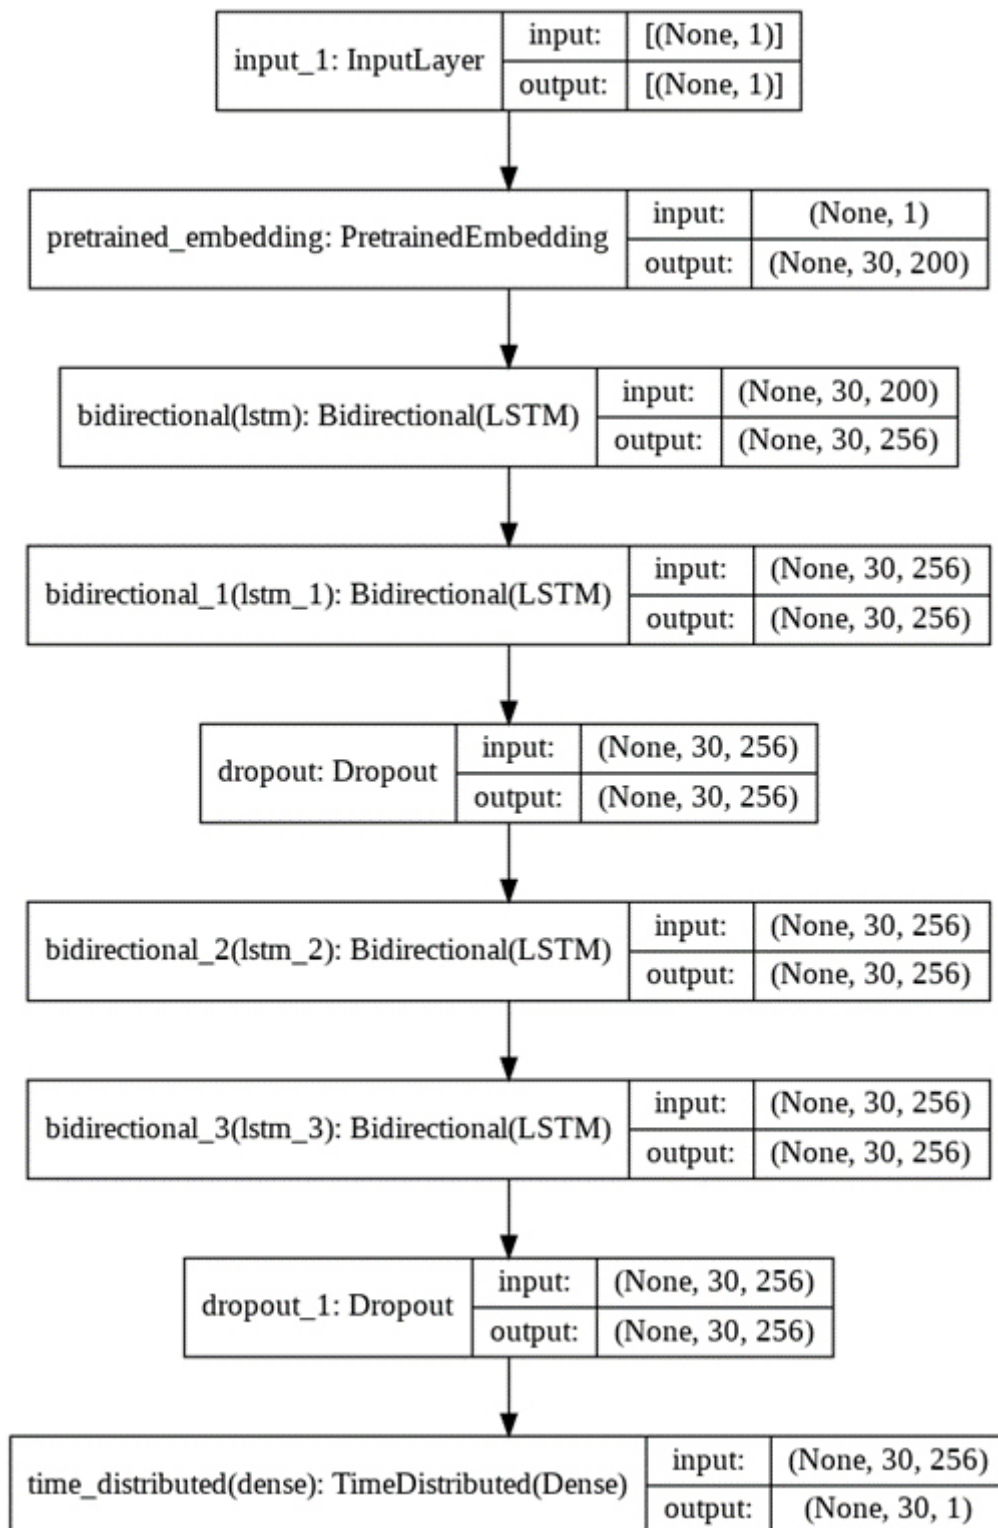 input_1: InputLayer
input: [(None, 1)]
output: [(None, 1)]
pretrained_embedding: PretrainedEmbedding
input: (None, 1)
output: (None, 30, 200)
bidirectional(lstm): Bidirectional(LSTM)
input: (None, 30, 200)
output: (None, 30, 256)
bidirectional_1(lstm_1): Bidirectional(LSTM)
input: (None, 30, 256)
output: (None, 30, 256)
dropout: Dropout
input: (None, 30, 256)
output: (None, 30, 256)
bidirectional_2(lstm_2): Bidirectional(LSTM)
input: (None, 30, 256)
output: (None, 30, 256)
bidirectional_3(lstm_3): Bidirectional(LSTM)
input: (None, 30, 256)
output: (None, 30, 256)
dropout_1: Dropout
input: (None, 30, 256)
output: (None, 30, 256)
time_distributed(dense): TimeDistributed(Dense)
input: (None, 30, 256)
output: (None, 30, 1)